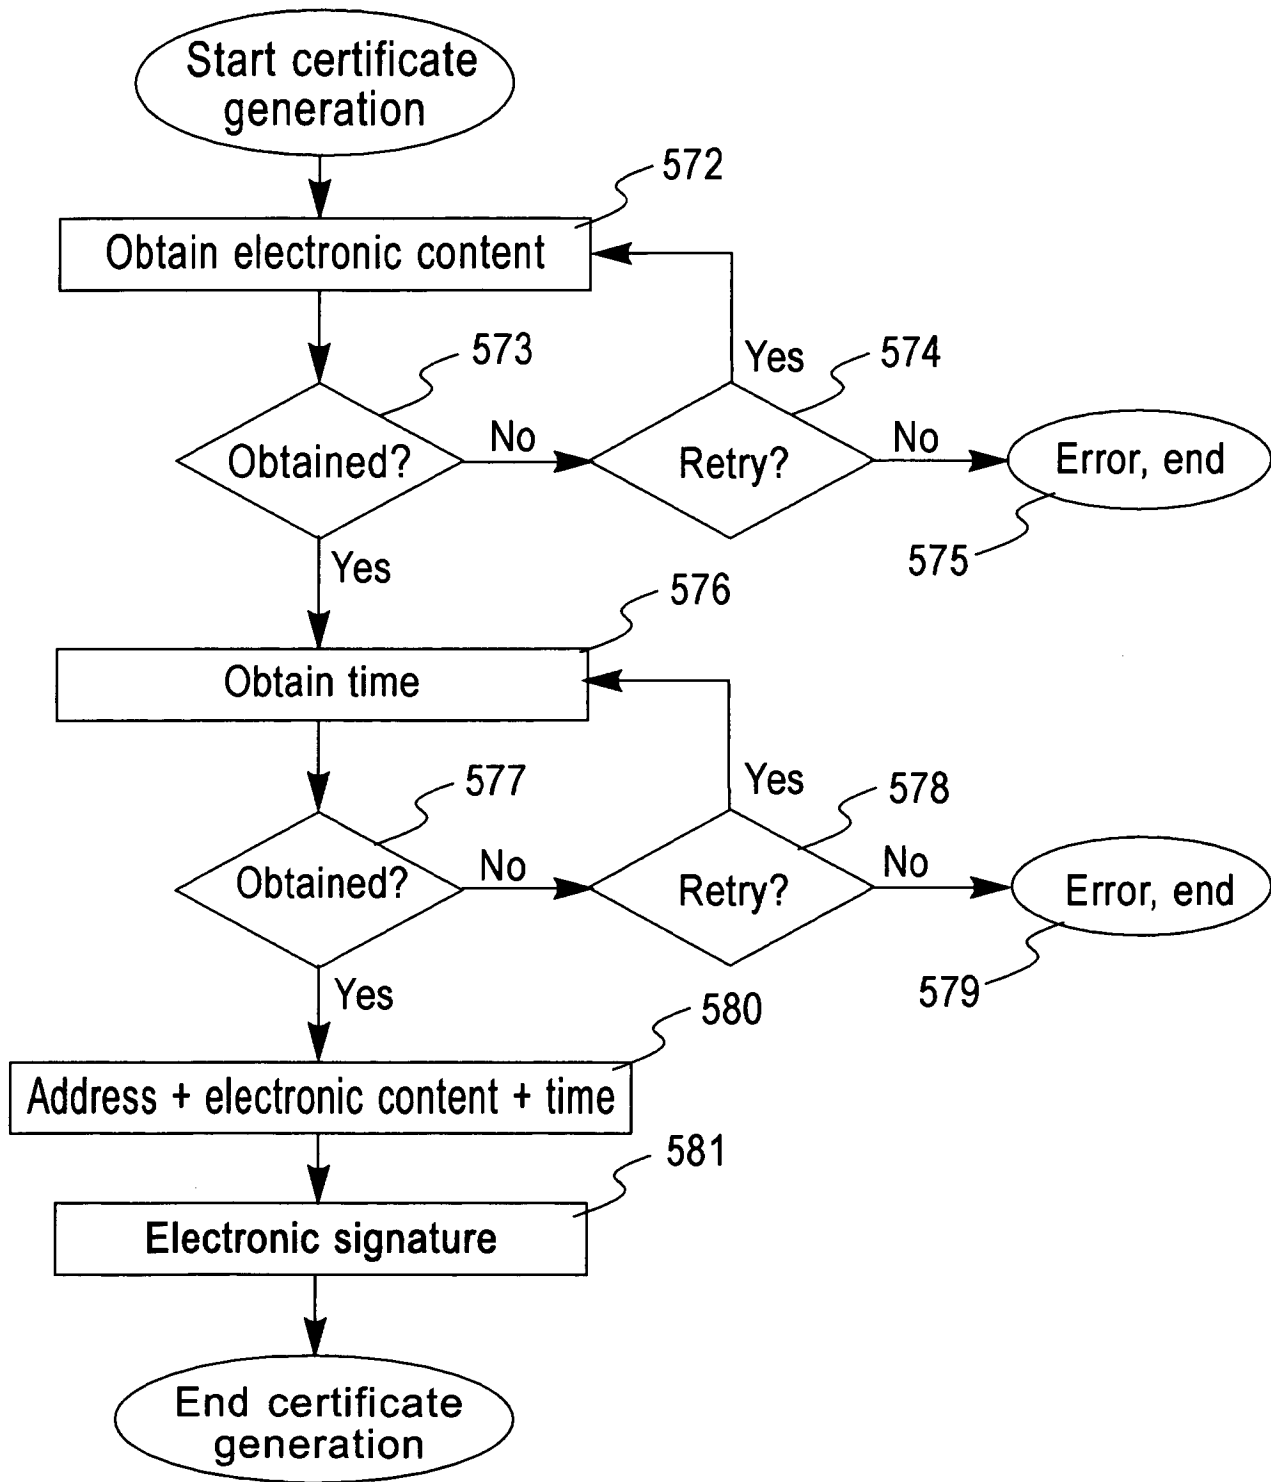 Start certificate
generation
572
Obtain electronic content
573
Yes
574
Obtained?
No
Retry?
No
Error, end
575
Yes
576
Obtain time
577
Yes
578
Obtained?
No
Retry?
No
Error, end
579
Yes
580
Address + electronic content + time
581
Electronic signature
End certificate
generation